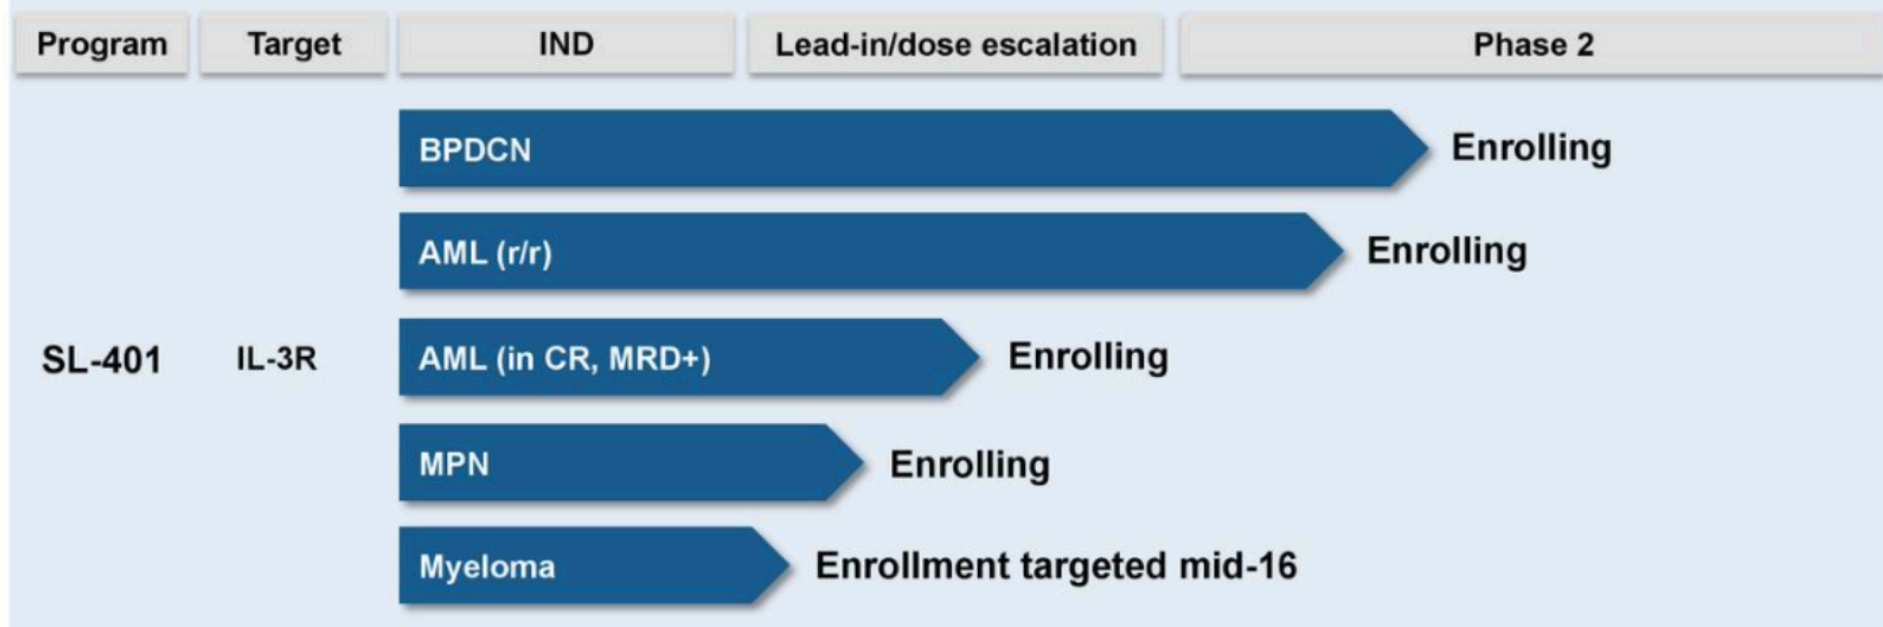 Program Target IND Lead-in/dose escalation Phase 2
BPDCN Enrolling
AML (r/r) Enrolling
SL-401 IL-3R AML (in CR, MRD+) Enrolling
MPN Enrolling
Myeloma Enrollment targeted mid-16